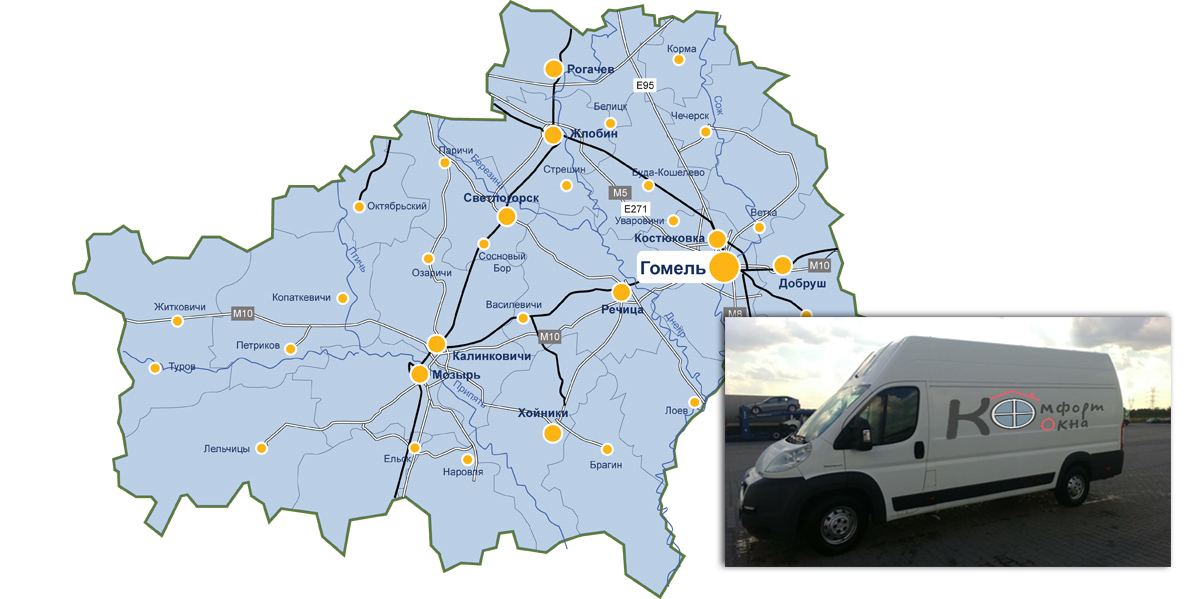 Корма
Рогачев
E95
Сож
Белицк
Чечерск
Жлобин
Паричи
Березина
Стрешин
Буда-Кошелево
M5
Светлогорск
Октябрьский
E271
Уваровичи
Ветка
Костюковка
Сосновый
Бор
Птичь
Озаричи
Гомель
M10
Добруш
Копаткевичи
Житковичи
M10
Василевичи
Речица
M8
Днепр
Петриков
M10
Калинковичи
Туров
Мозырь
Припять
Хойники
Лоев
Лельчицы
Ельск
Наровля
Брагин
Комфорт
Окна